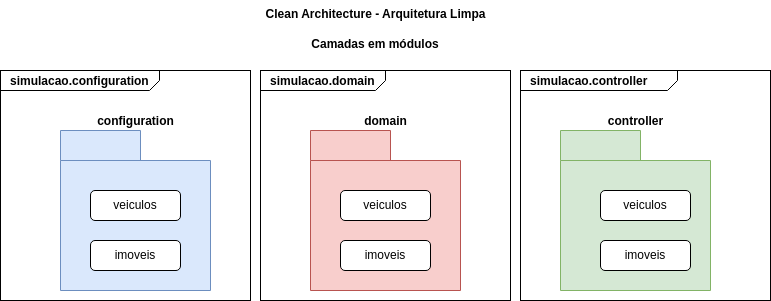 Clean Architecture - Arquitetura Limpa
Camadas em módulos
simulacao.configuration
simulacao.domain
simulacao.controller
configuration
domain
controller
veiculos
veiculos
veiculos
imoveis
imoveis
imoveis